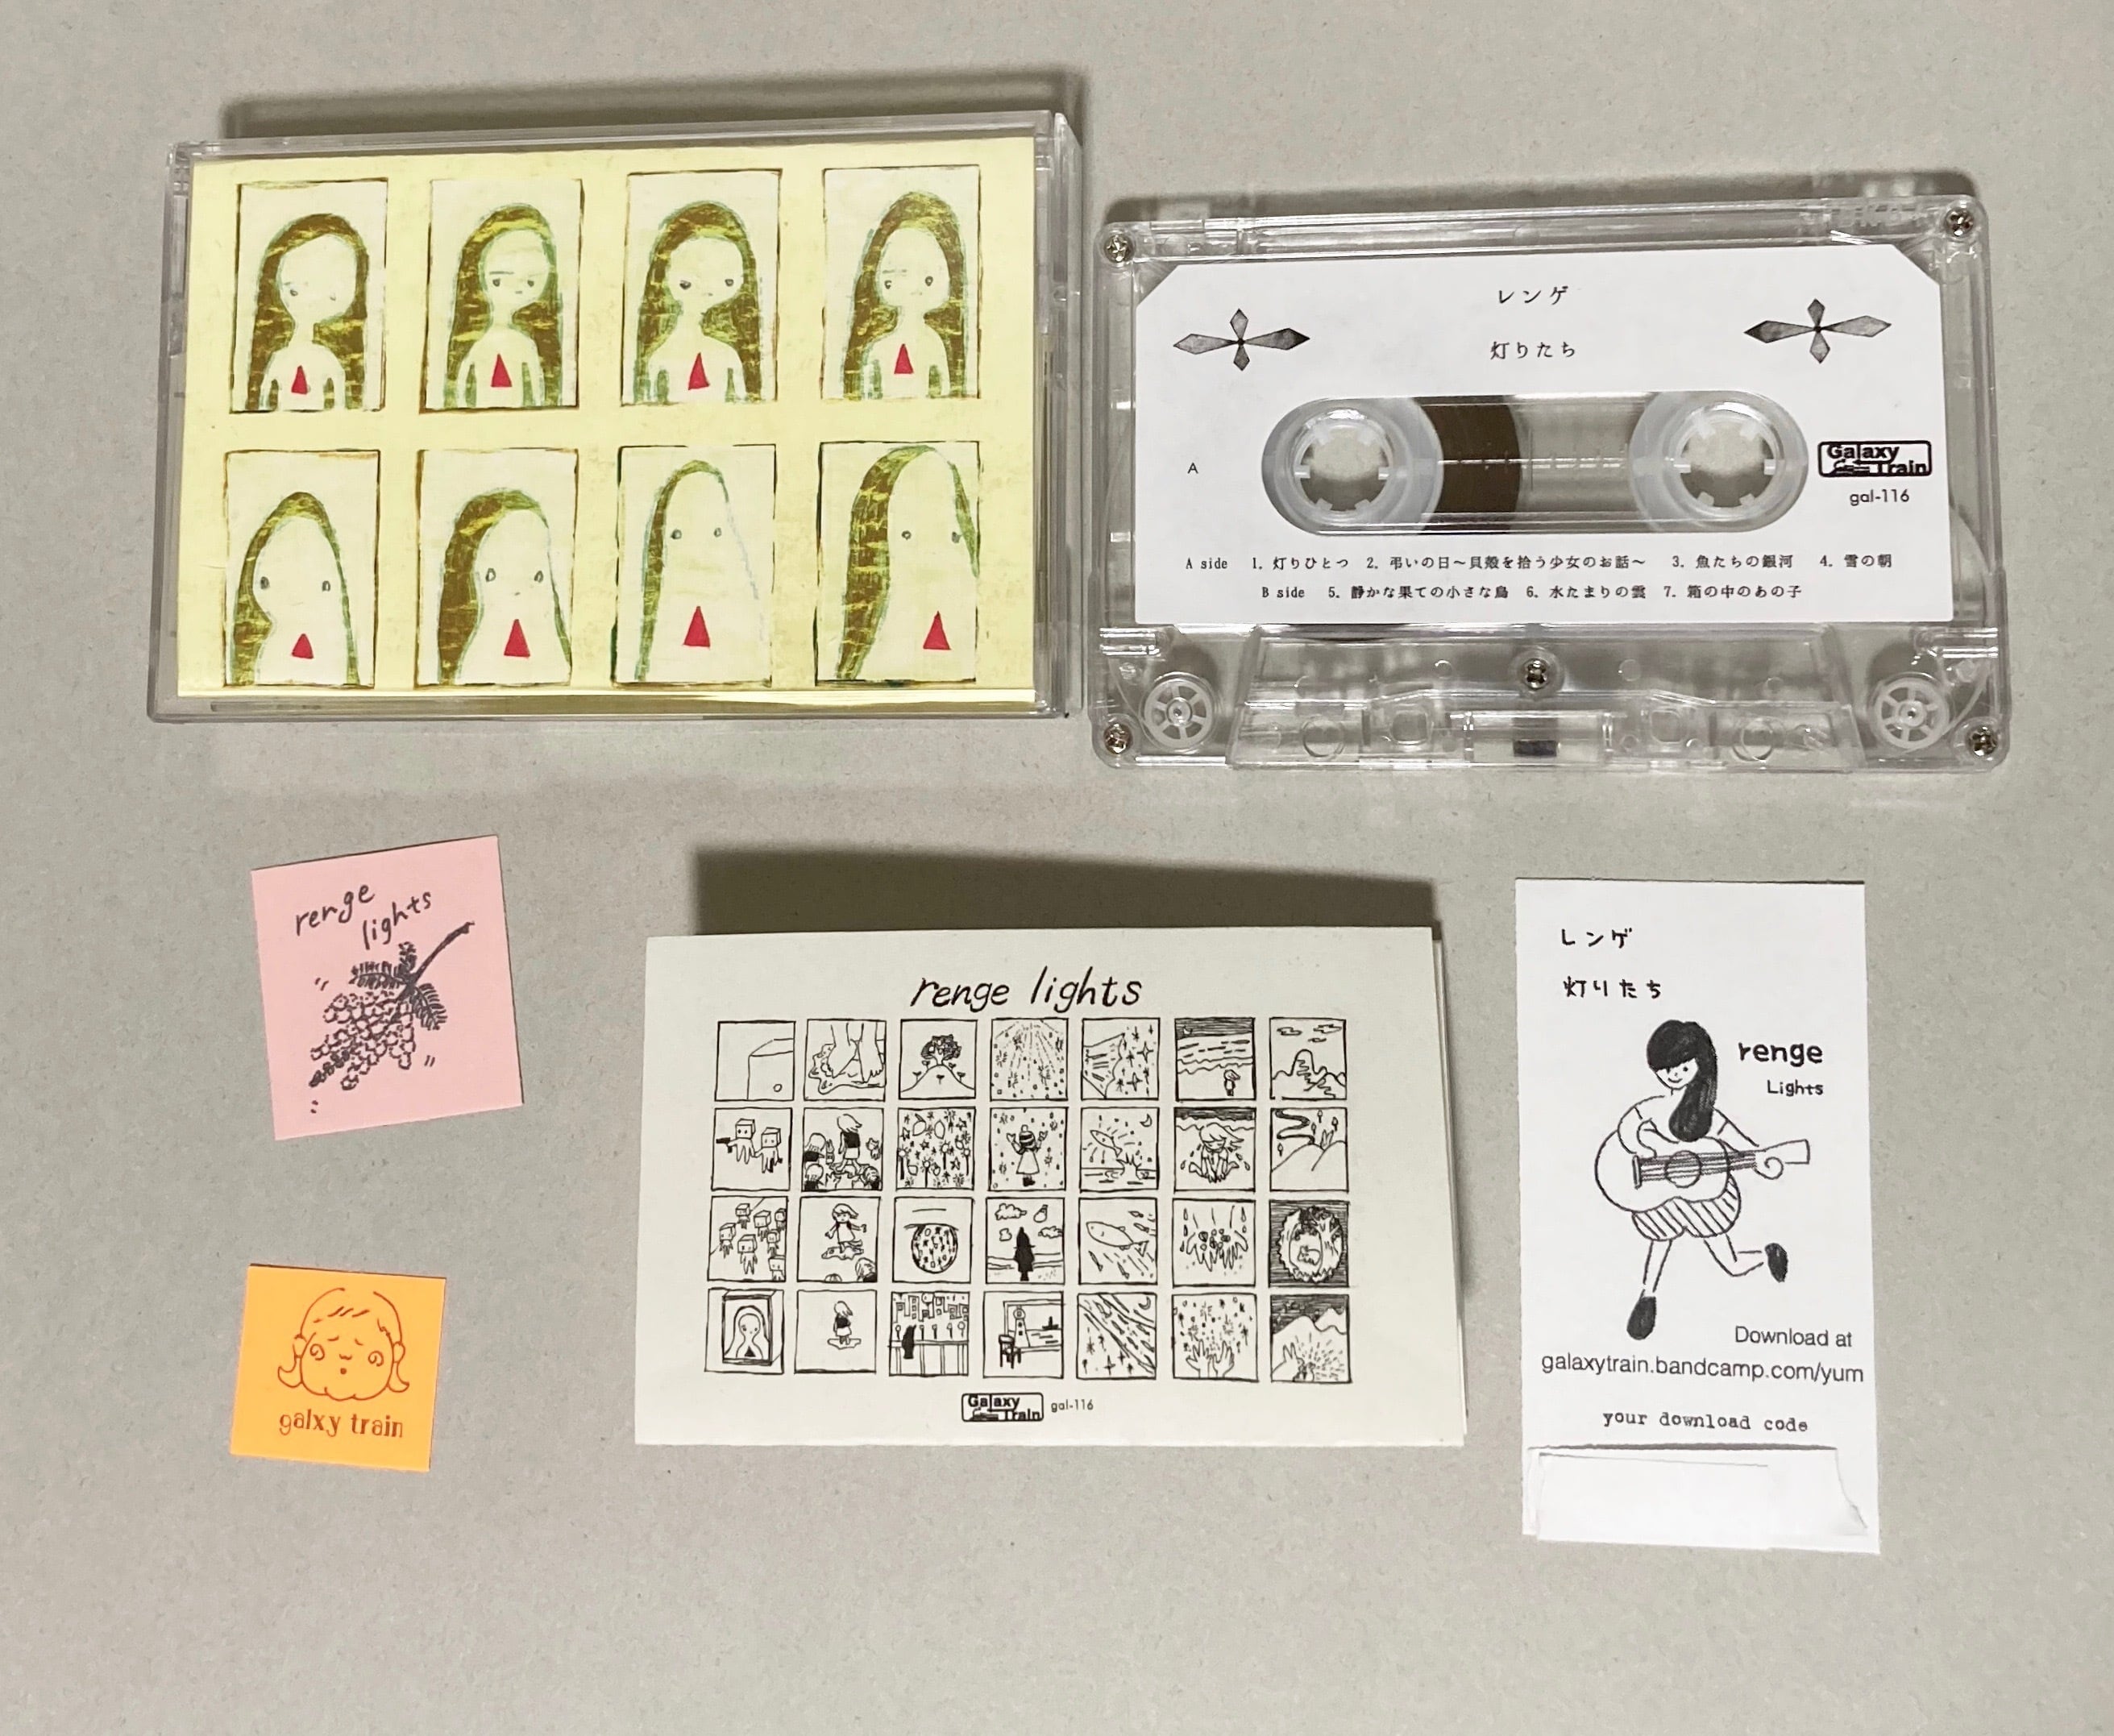 レンゲ
灯りたち
A
Galaxy Train
gal-116
A side 1. 灯りひとつ 2. 弔いの日～貝殻を拾う少女のお話～ 3. 魚たちの銀河 4. 雪の朝
B side 5. 静かな果ての小さな鳥 6. 水たまりの雲 7. 箱の中のあの子
renge
lights
galxy train
renge lights
Galaxy Train
gal-116
レンゲ
灯りたち
renge
Lights
Download at
galaxytrain.bandcamp.com/yum
your download code